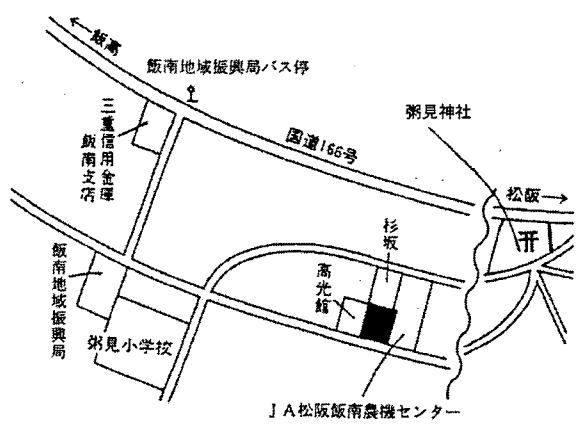 ←飯高
飯南地域振興局バス停
三重信用金庫
飯南支店
国道166号
粥見神社
松阪→
杉坂
高光館
飯南地域振興局
粥見小学校
JA松阪飯南農機センター